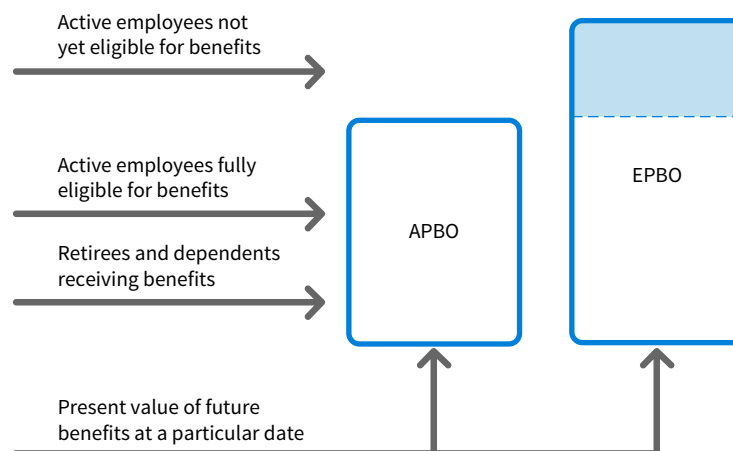 Active employees not
yet eligible for benefits
Active employees fully
eligible for benefits
EPBO
APBO
Retirees and dependents
receiving benefits
Present value of future
benefits at a particular date